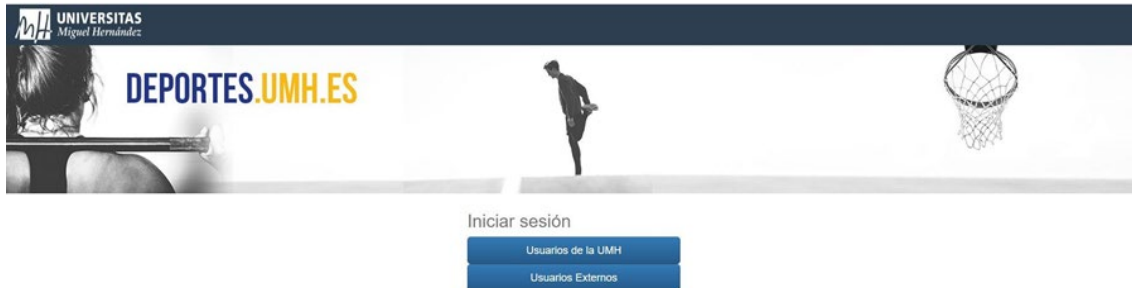 UNIVERSITAS
Miguel Hernández
DEPORTES.UMH.ES
Iniciar sesión
Usuarios de la UMH
Usuarios Externos